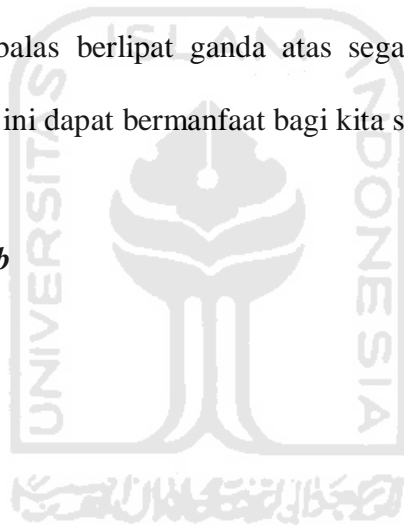 balas berlipat ganda atas sega
ini dapat bermanfaat bagi kita s
b
ISLAM
UNIVERSITAS
INDONESIA